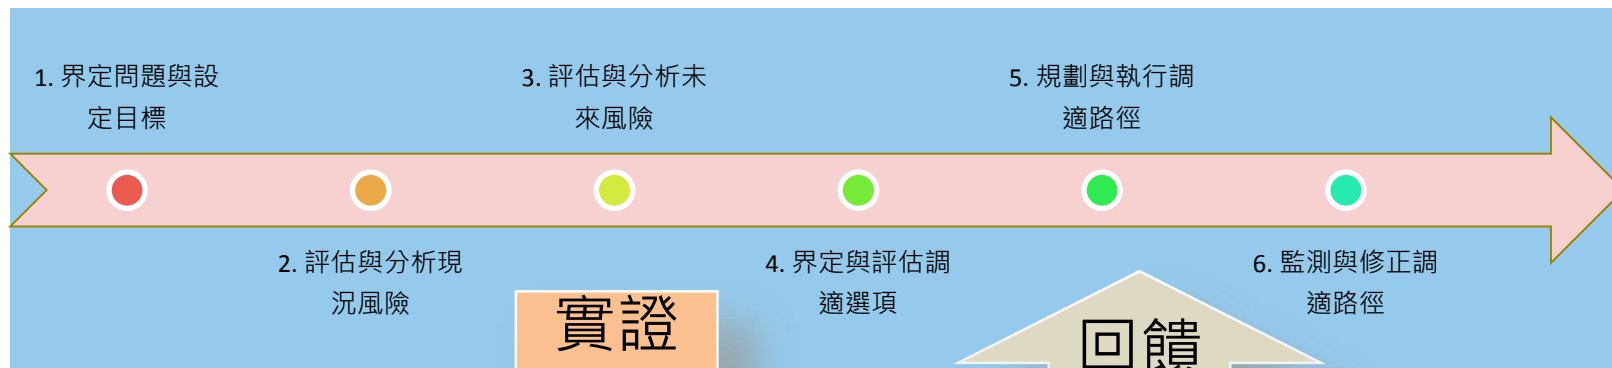 1. 界定問題與設
定目標
3. 評估與分析未
來風險
5. 規劃與執行調
適路徑
2. 評估與分析現
況風險
4. 界定與評估調
適選項
6. 監測與修正調
適路徑
實證
回饋